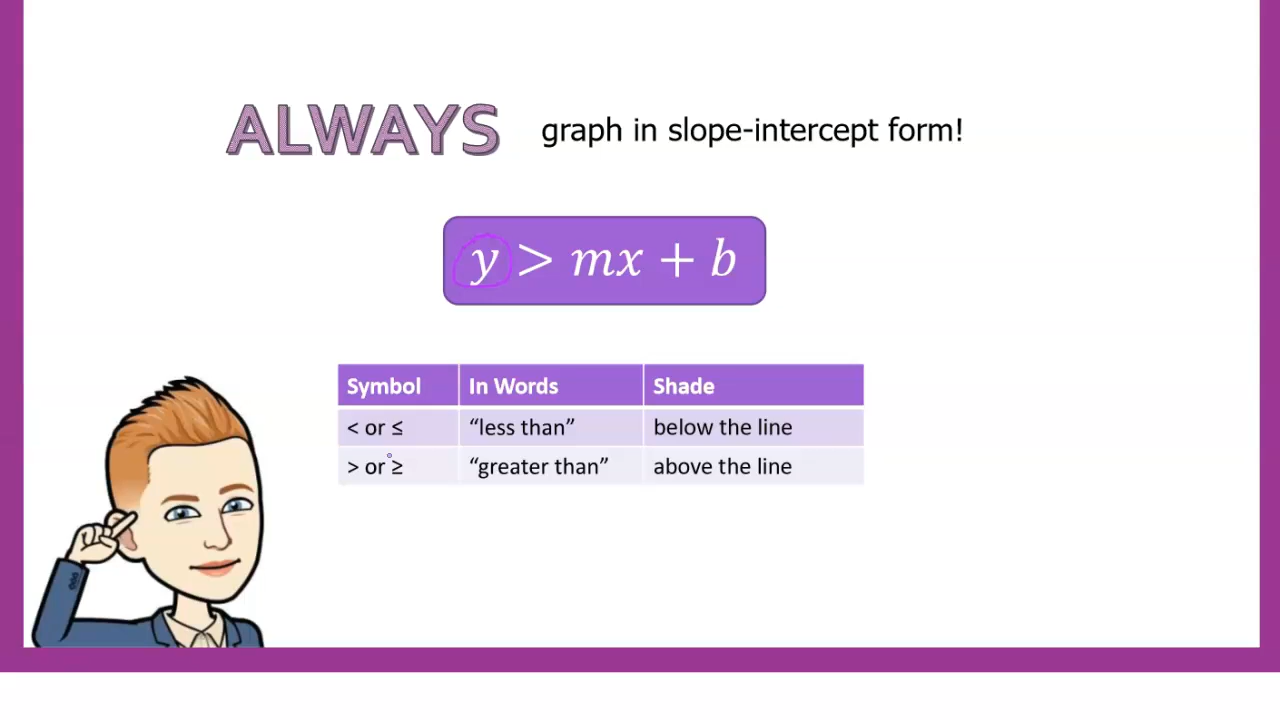 ALWAYS graph in slope-intercept form!
y > mx + b
Symbol In Words Shade
< or ≤ “less than” below the line
> or ≥ “greater than” above the line